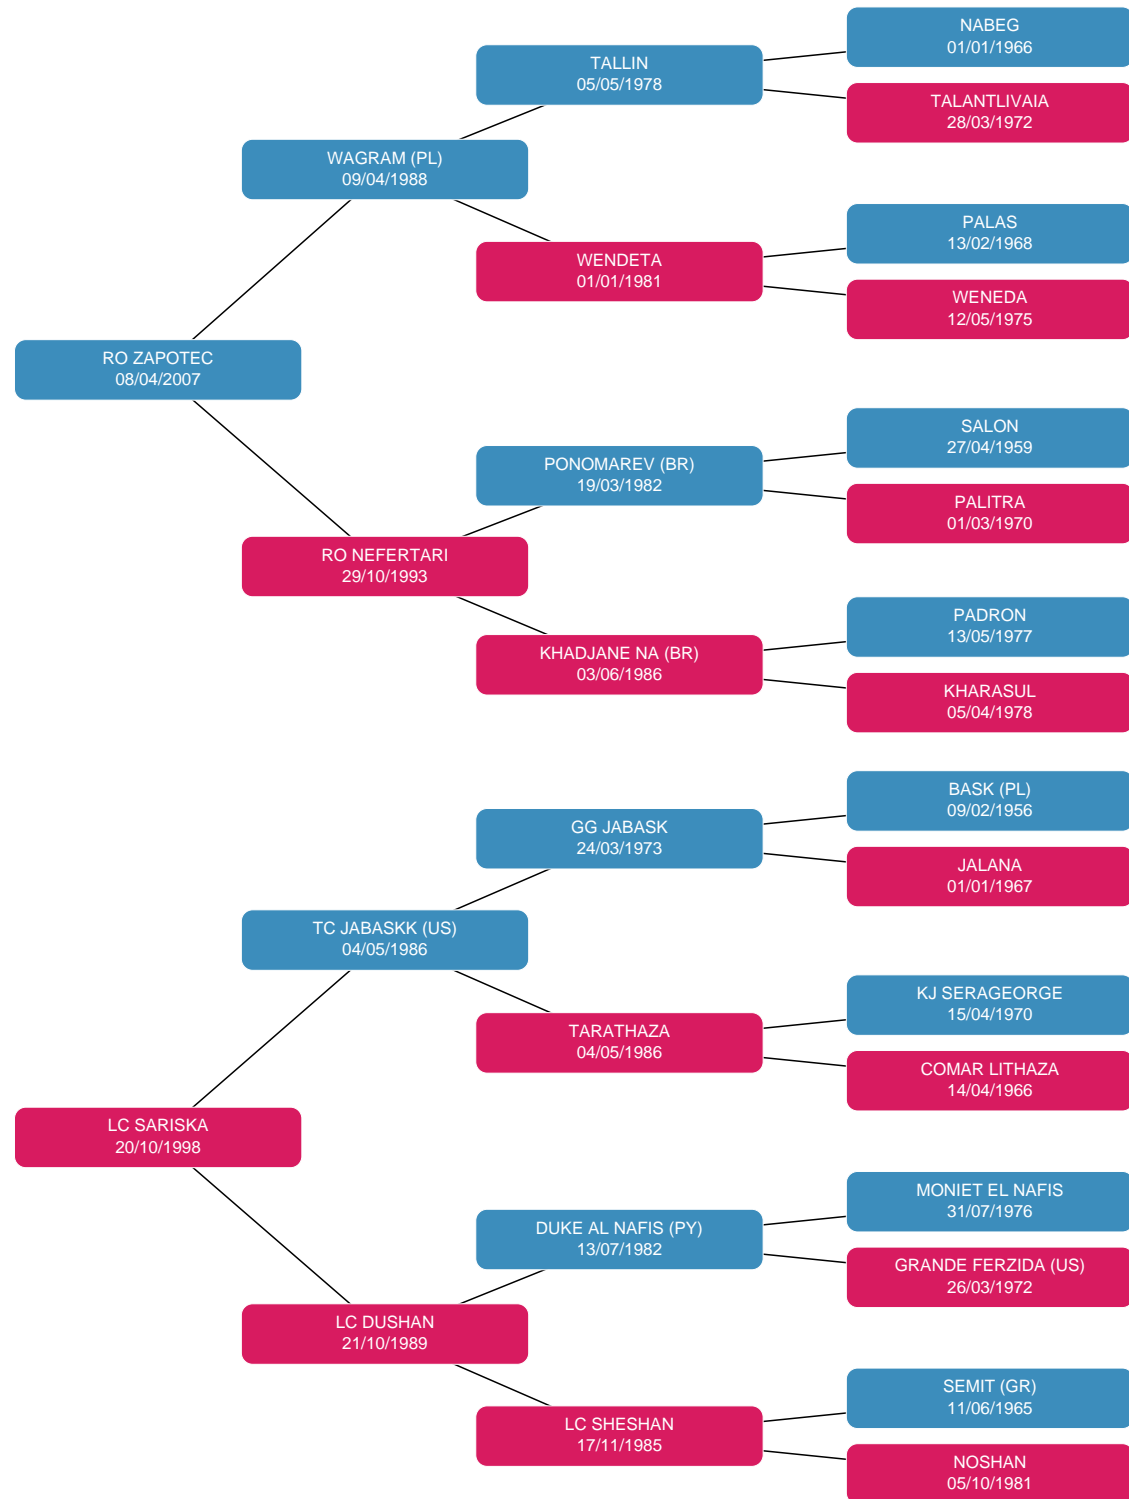 NABEG
01/01/1966
TALLIN
05/05/1978
TALANTLIVAIA
28/03/1972
WAGRAM (PL)
09/04/1988
PALAS
13/02/1968
WENDETA
01/01/1981
WENEDA
12/05/1975
RO ZAPOTEC
08/04/2007
SALON
27/04/1959
PONOMAREV (BR)
19/03/1982
PALITRA
01/03/1970
RO NEFERTARI
29/10/1993
PADRON
13/05/1977
KHADJANE NA (BR)
03/06/1986
KHARASUL
05/04/1978
BASK (PL)
09/02/1956
GG JABASK
24/03/1973
JALANA
01/01/1967
TC JABASKK (US)
04/05/1986
KJ SERAGEORGE
15/04/1970
TARATHAZA
04/05/1986
COMAR LITHAZA
14/04/1966
LC SARISKA
20/10/1998
MONIET EL NAFIS
31/07/1976
DUKE AL NAFIS (PY)
13/07/1982
GRANDE FERZIDA (US)
26/03/1972
LC DUSHAN
21/10/1989
SEMIT (GR)
11/06/1965
LC SHESHAN
17/11/1985
NOSHAN
05/10/1981